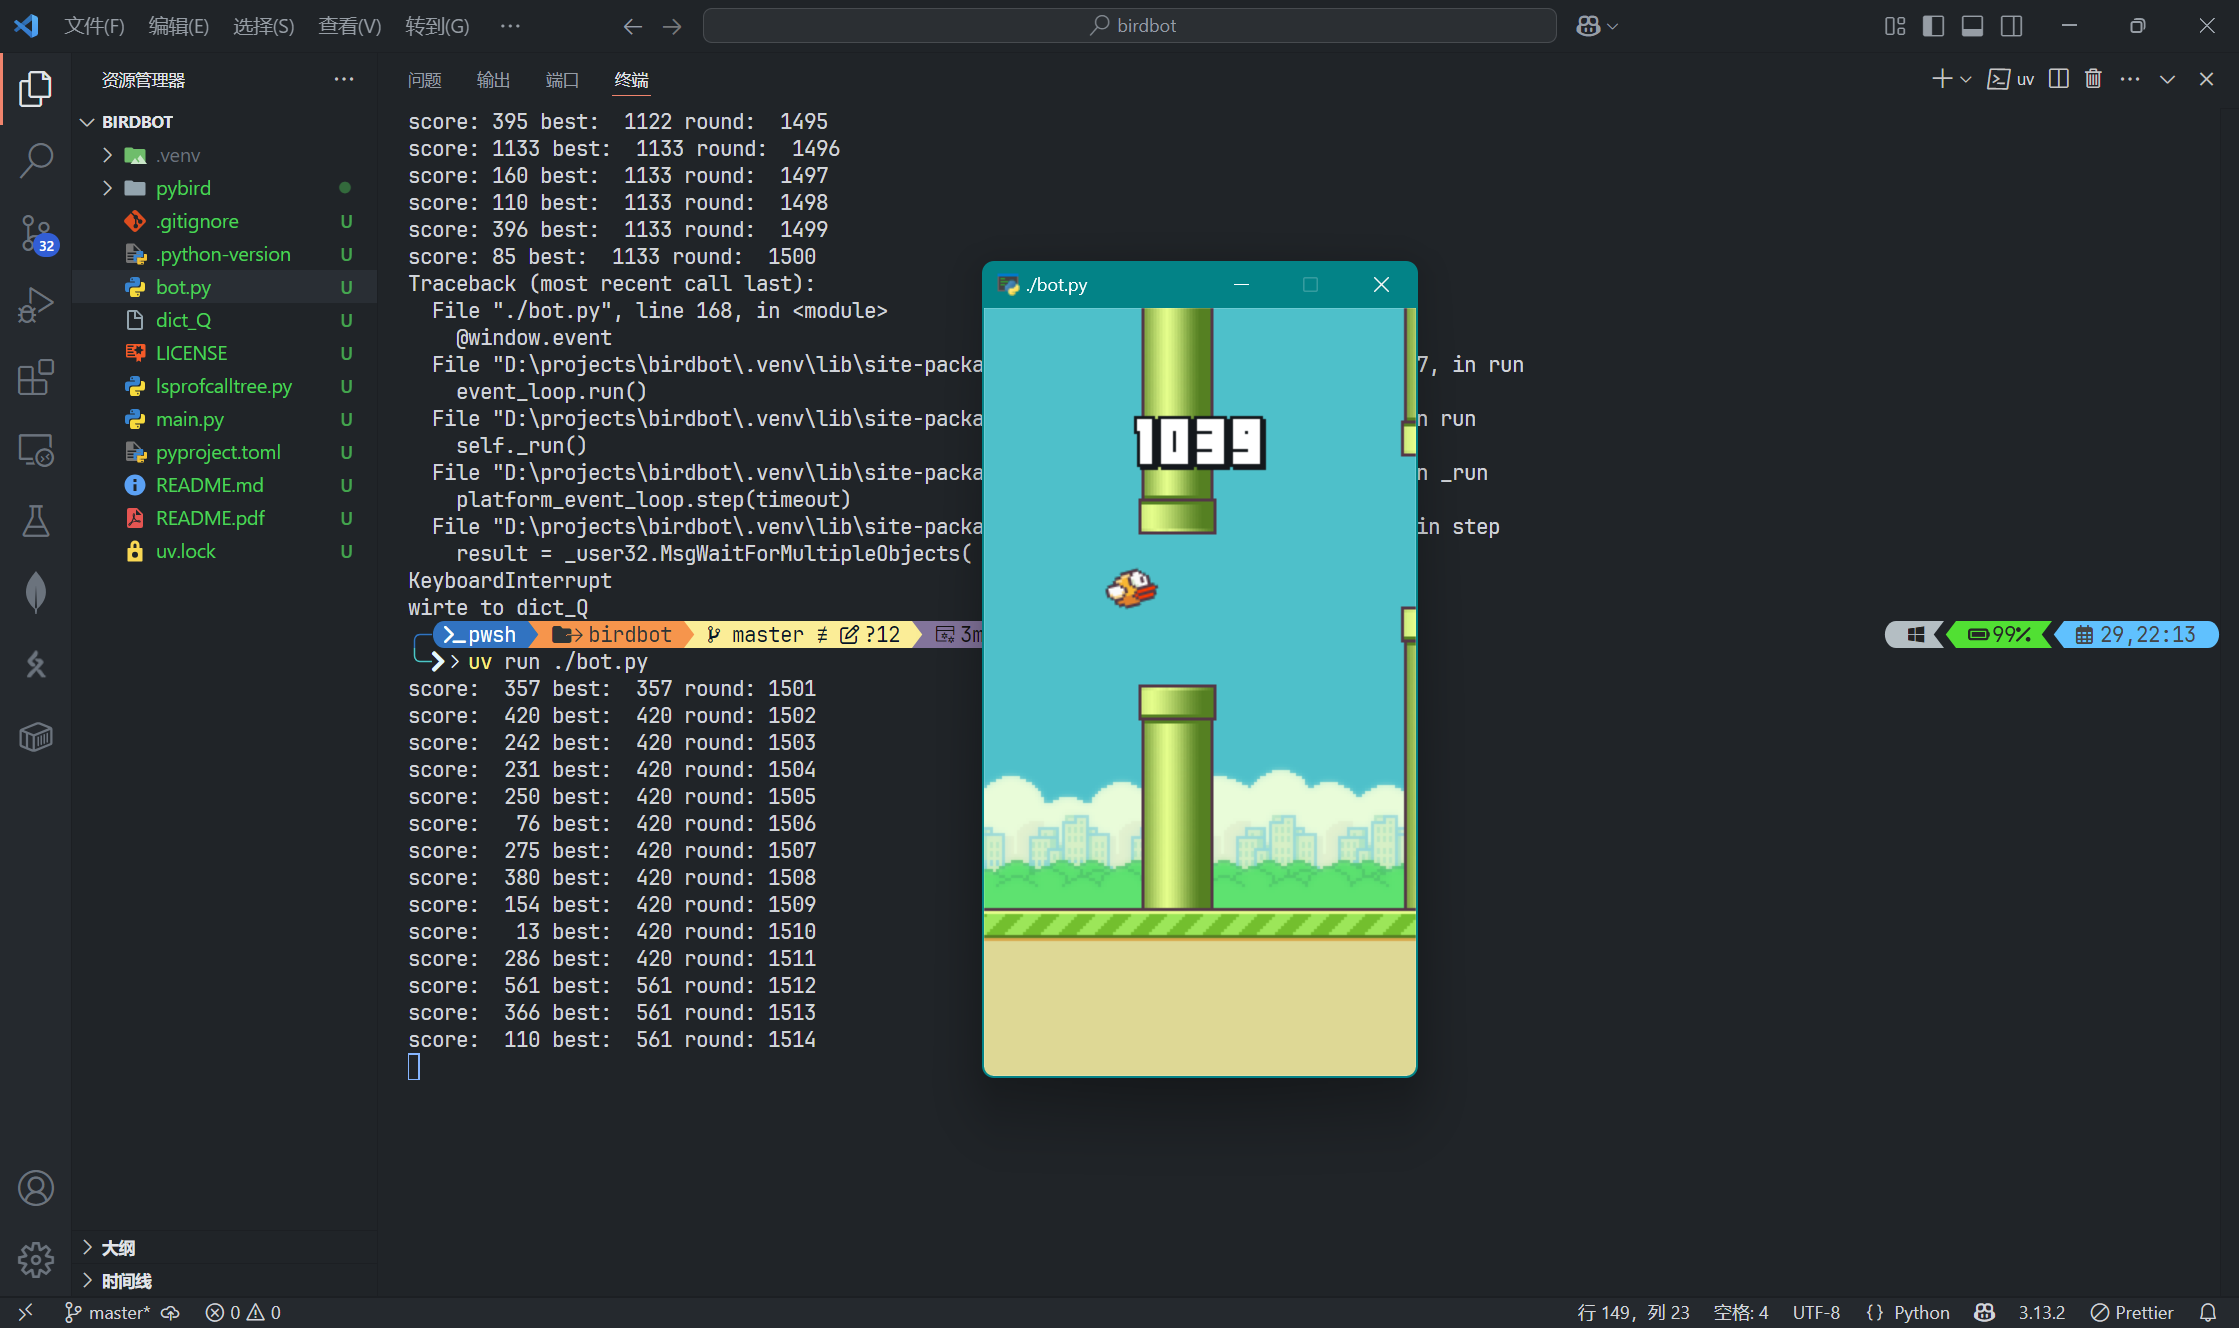 文件(F) 编辑(E) 选择(S) 查看(V) 转到(G) ··· birdbot
资源管理器 ···
BIRDBOT
.venv
pybird
.gitignore U
.python-version U
bot.py U
dict_Q U
LICENSE U
lsprofcalltree.py U
main.py U
pyproject.toml U
README.md U
README.pdf U
uv.lock U
大纲
时间线
32
问题 输出 端口 终端 uv ···
score: 395 best:  1122 round:  1495
score: 1133 best:  1133 round:  1496
score: 160 best:  1133 round:  1497
score: 110 best:  1133 round:  1498
score: 396 best:  1133 round:  1499
score: 85 best:  1133 round:  1500
Traceback (most recent call last):
  File "./bot.py", line 168, in <module>
    @window.event
  File "D:\projects\birdbot\.venv\lib\site-packa 7, in run
    event_loop.run()
  File "D:\projects\birdbot\.venv\lib\site-packa n run
    self._run()
  File "D:\projects\birdbot\.venv\lib\site-packa n _run
    platform_event_loop.step(timeout)
  File "D:\projects\birdbot\.venv\lib\site-packa in step
    result = _user32.MsgWaitForMultipleObjects(
KeyboardInterrupt
wirte to dict_Q
pwsh birdbot master ≢ ?12 3m 99% 29,22:13
> uv run ./bot.py
score:  357 best:  357 round: 1501
score:  420 best:  420 round: 1502
score:  242 best:  420 round: 1503
score:  231 best:  420 round: 1504
score:  250 best:  420 round: 1505
score:   76 best:  420 round: 1506
score:  275 best:  420 round: 1507
score:  380 best:  420 round: 1508
score:  154 best:  420 round: 1509
score:   13 best:  420 round: 1510
score:  286 best:  420 round: 1511
score:  561 best:  561 round: 1512
score:  366 best:  561 round: 1513
score:  110 best:  561 round: 1514
./bot.py
1039
master* 0 0 行 149，列 23 空格: 4 UTF-8 {} Python 3.13.2 Prettier